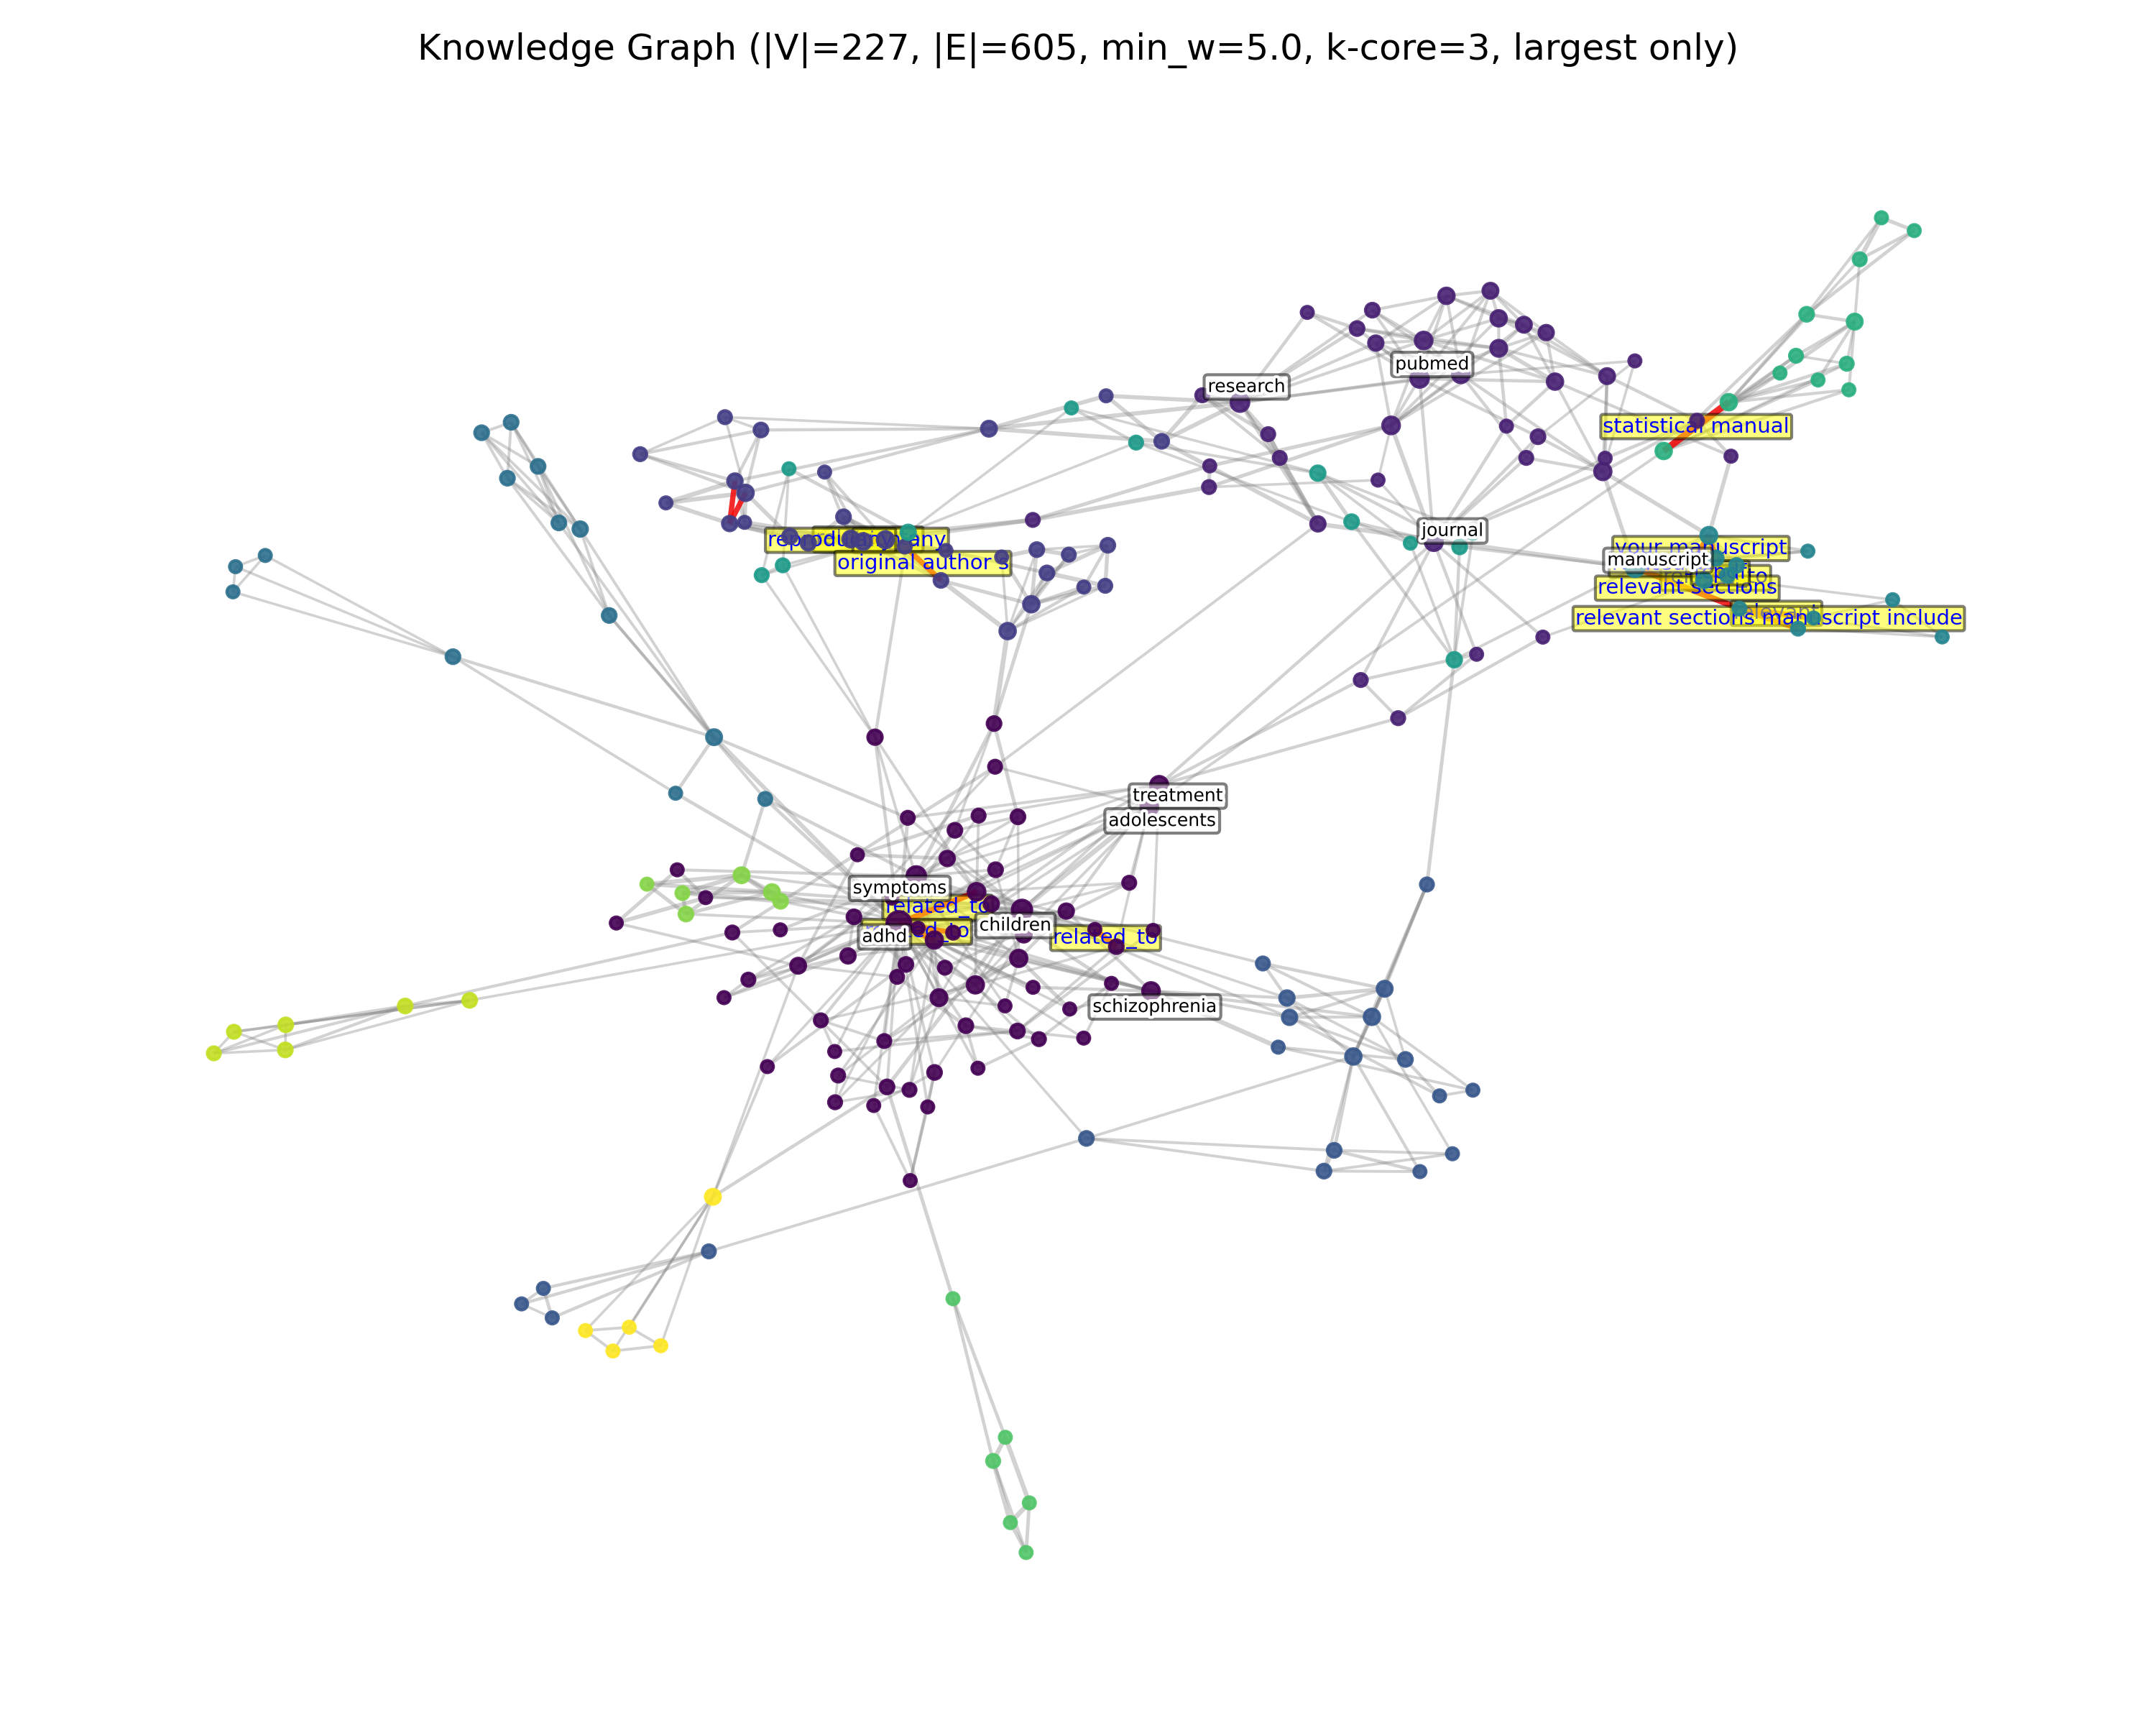 Knowledge Graph (|V|=227, |E|=605, min_w=5.0, k-core=3, largest only)
pubmed
research
statistical manual
journal
original author s
your manuscript
manuscript
relevant sections
relevant sections manuscript include
treatment
adolescents
symptoms
related_to
children
adhd
related_to
schizophrenia